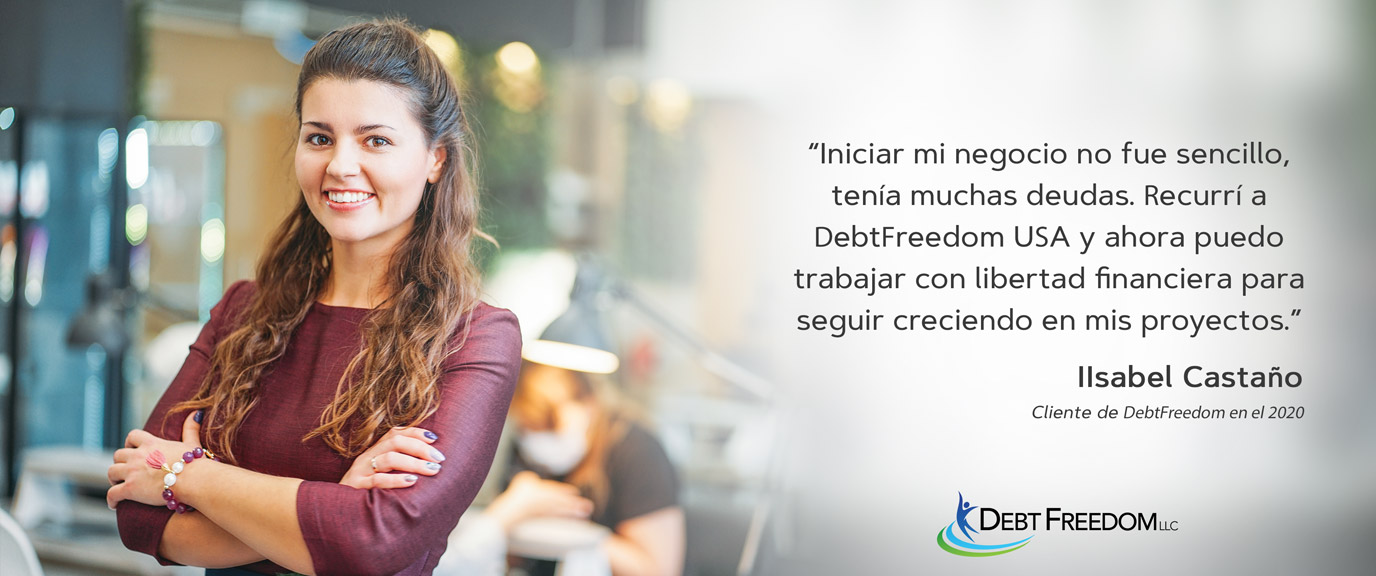 “Iniciar mi negocio no fue sencillo,
tenía muchas deudas. Recurrí a
DebtFreedom USA y ahora puedo
trabajar con libertad financiera para
seguir creciendo en mis proyectos.”
IIsabel Castaño
Cliente de DebtFreedom en el 2020
DEBT FREEDOM LLC